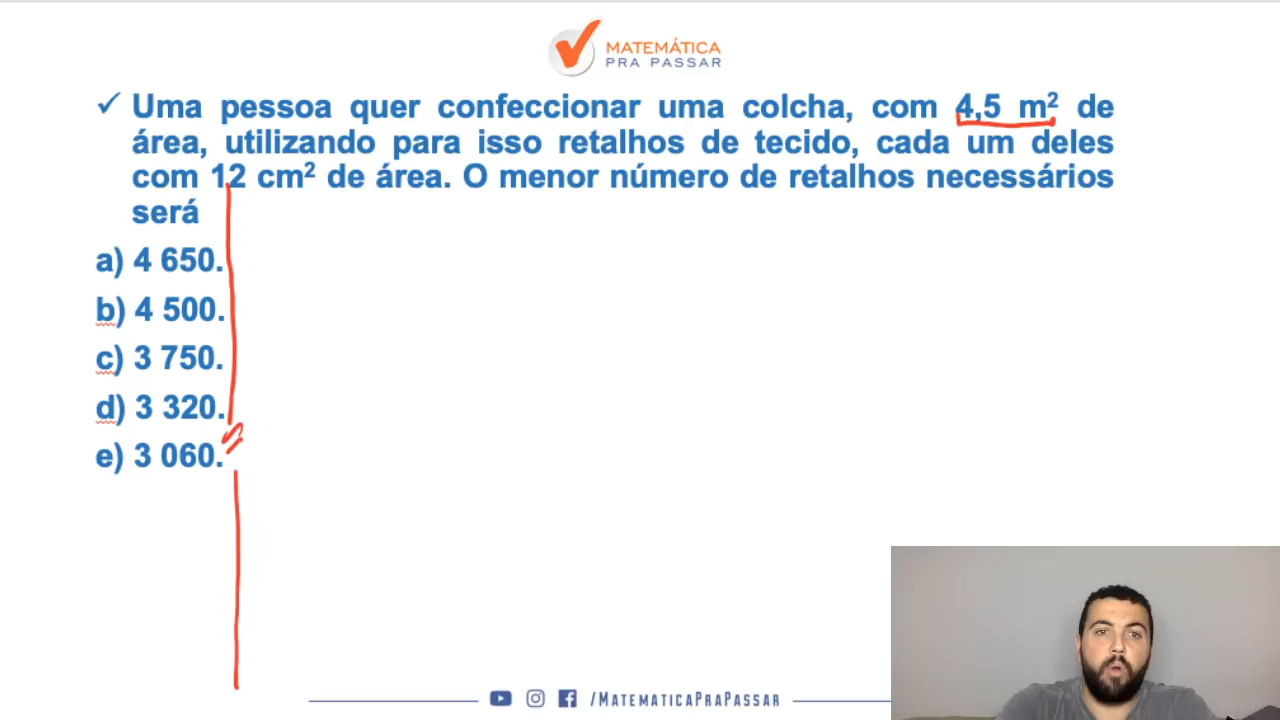 MATEMÁTICA
PRA PASSAR
✓ Uma pessoa quer confeccionar uma colcha, com 4,5 m² de
área, utilizando para isso retalhos de tecido, cada um deles
com 12 cm² de área. O menor número de retalhos necessários
será
a) 4 650.
b) 4 500.
c) 3 750.
d) 3 320.
e) 3 060.
/MATEMATICAPRAPASSAR